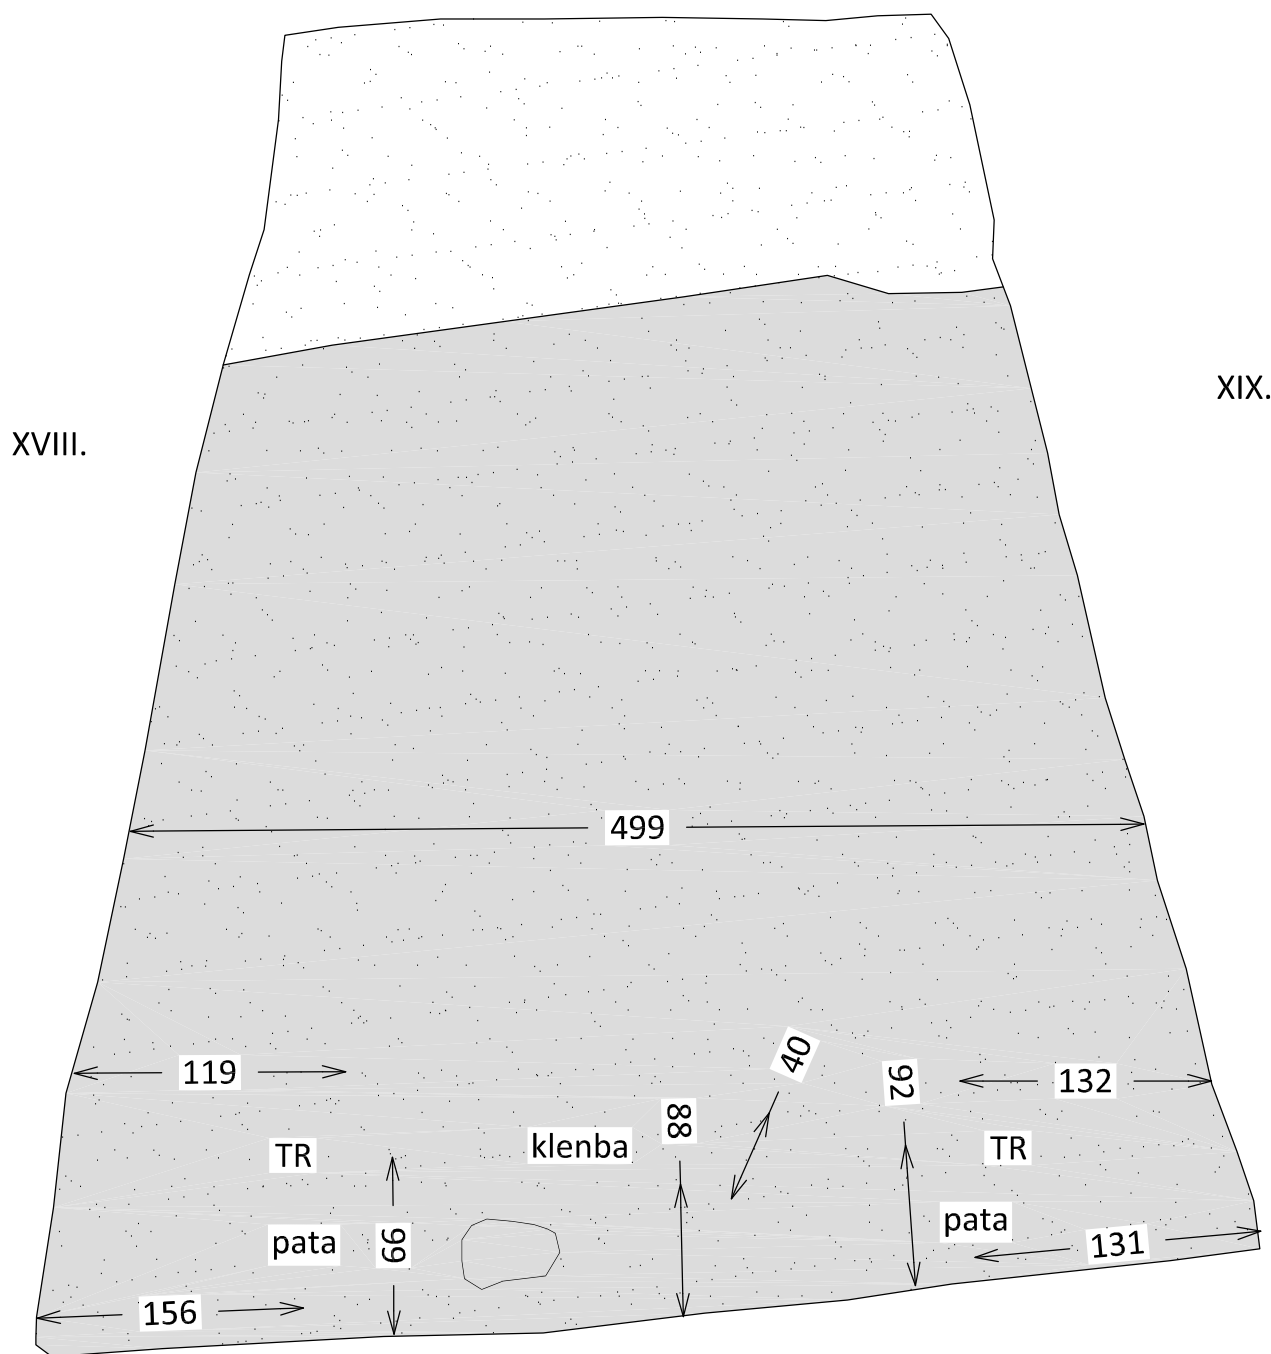 XIX.
XVIII.
499
40
119
92
132
88
klenba
TR
TR
pata
pata
99
131
156